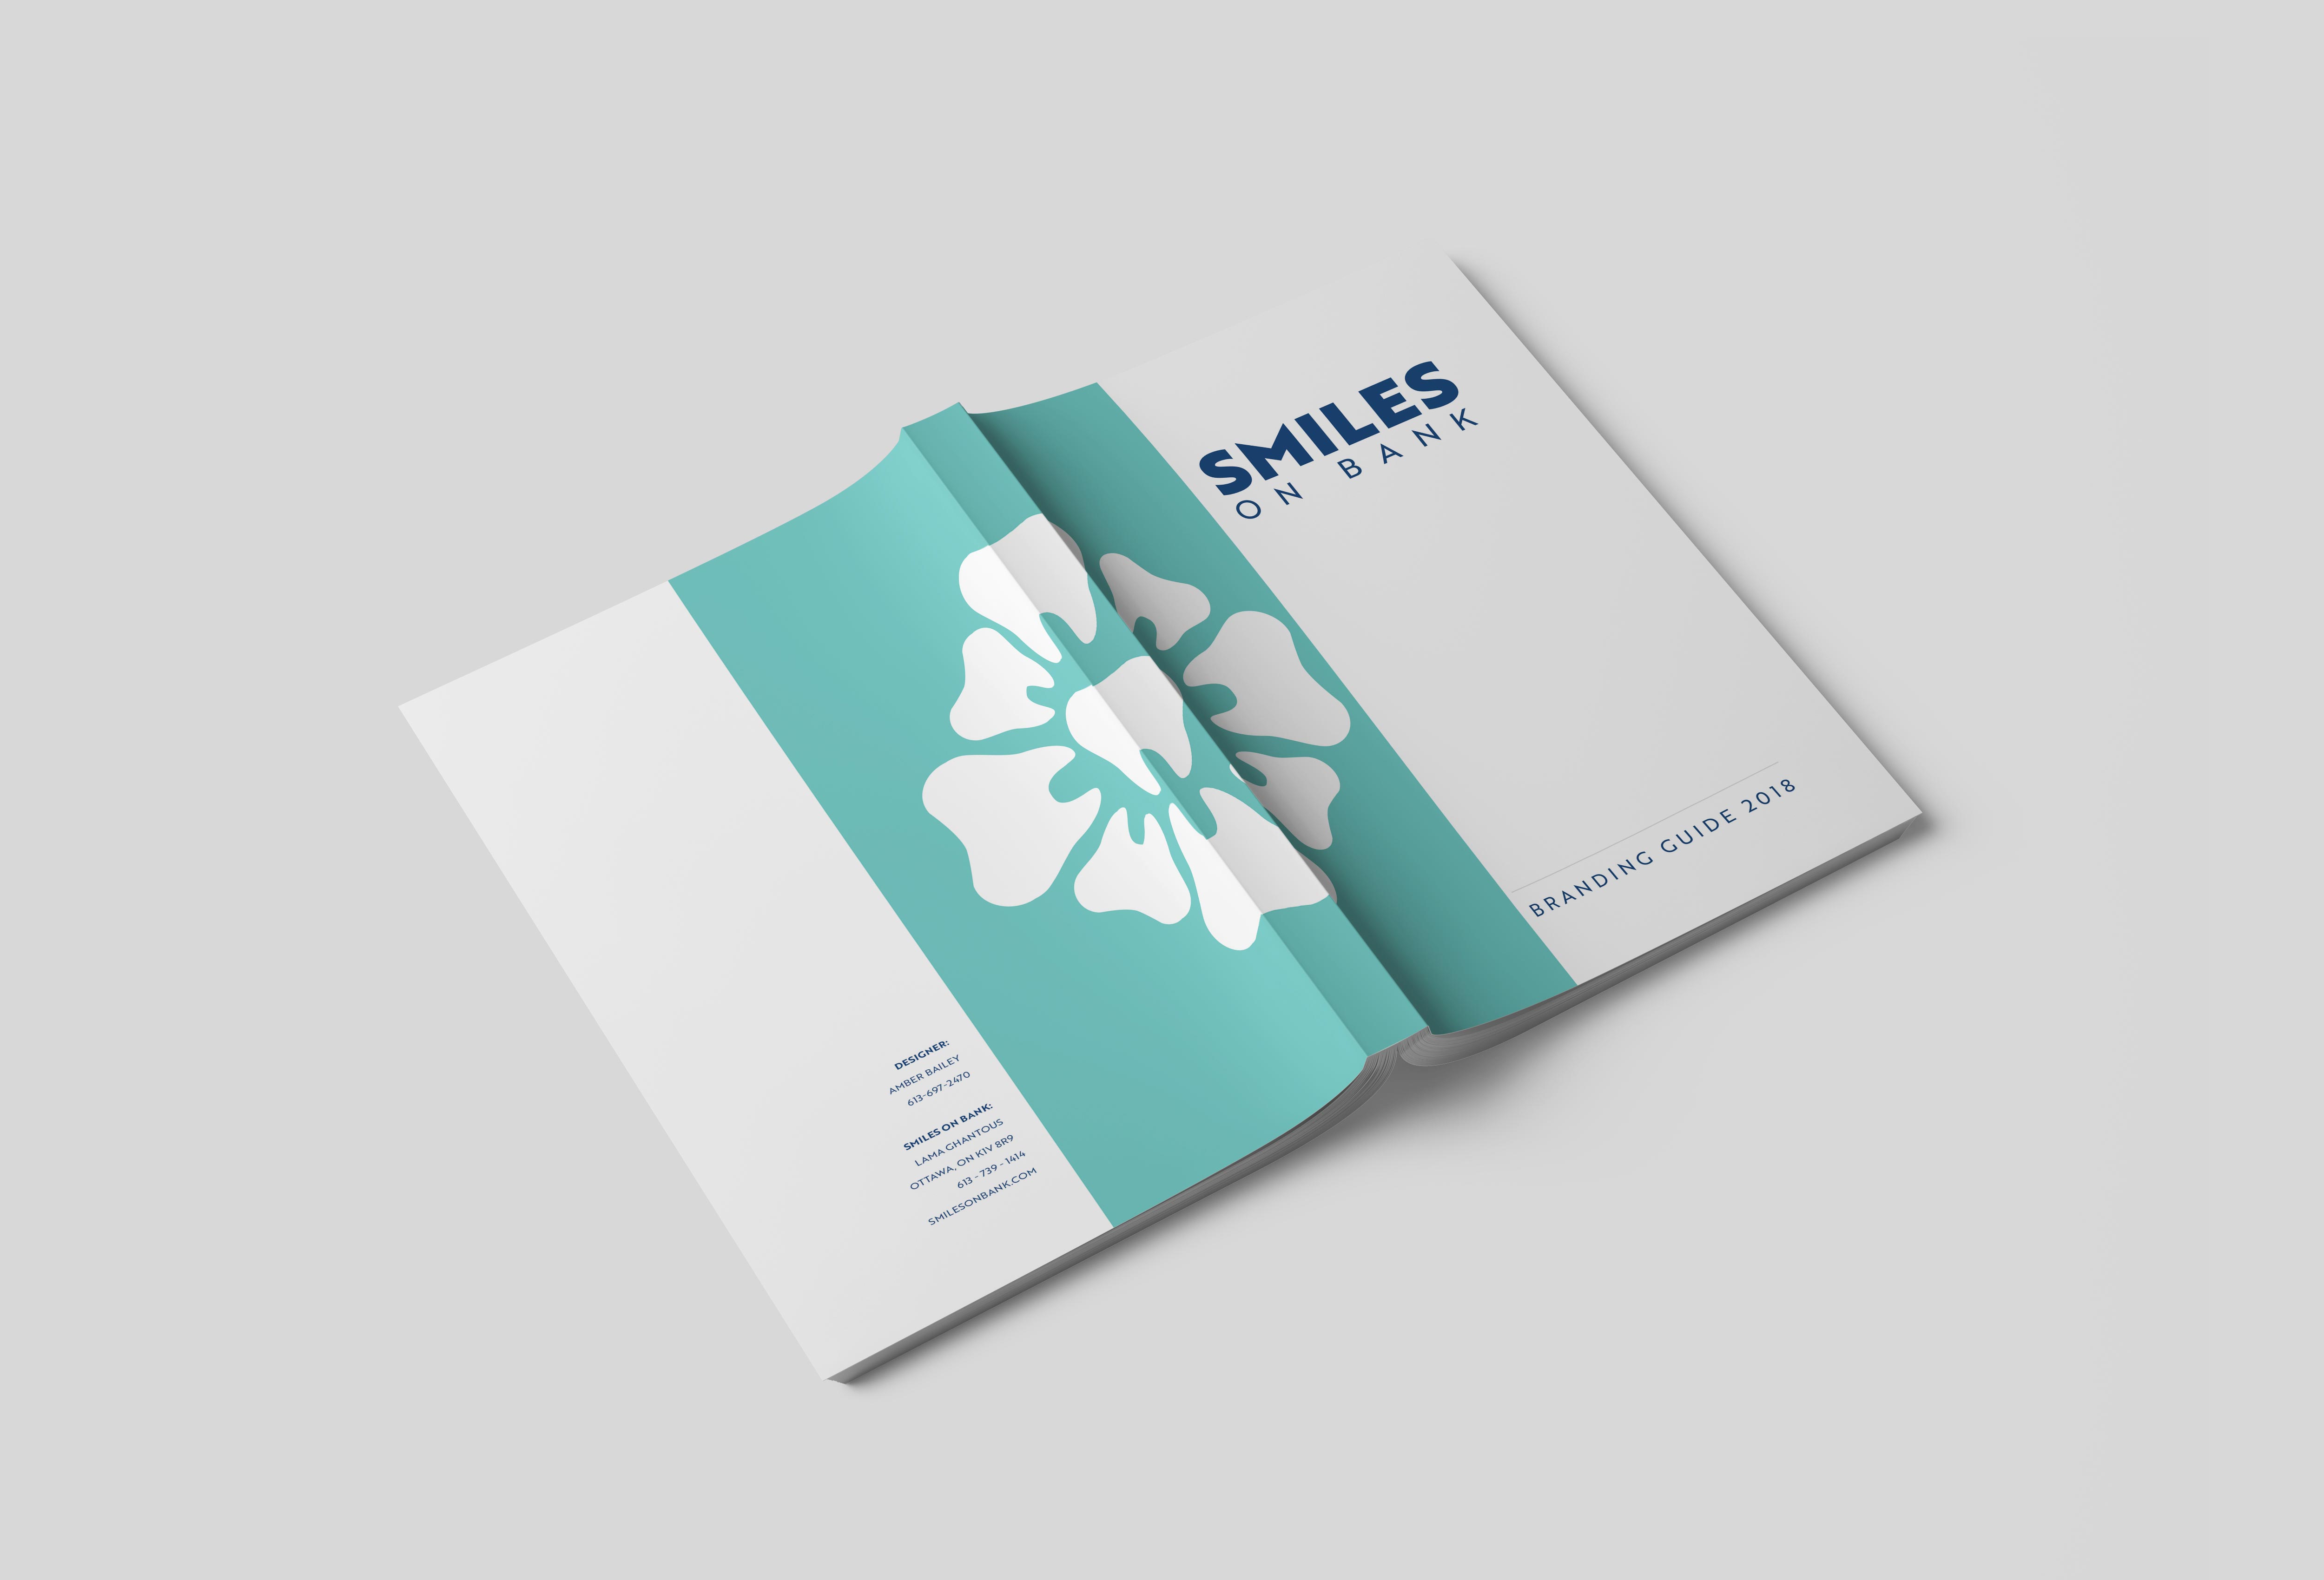 SMILES
ON BANK
BRANDING GUIDE 2018
DESIGNER:
AMBER BAILEY
613-697-2470
SMILES ON BANK:
LAMA GHANTOUS
OTTAWA, ON K1V 8R9
613 - 739 - 1414
SMILESONBANK.COM